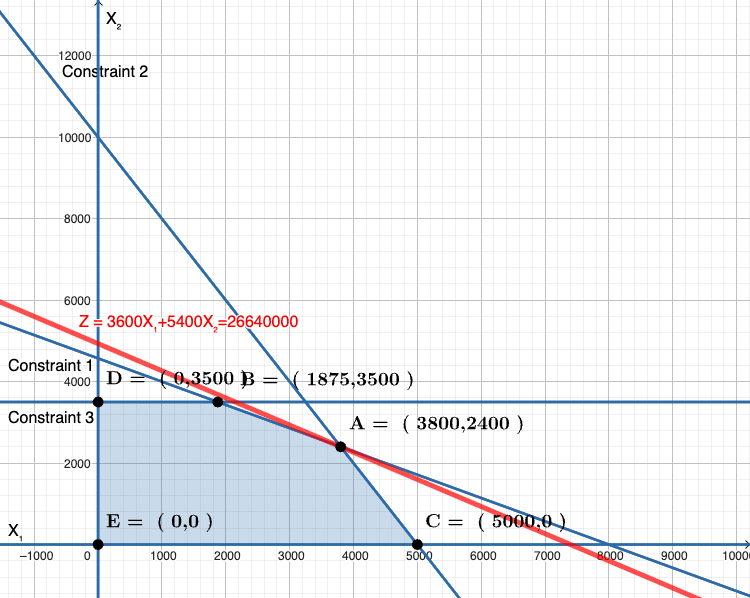 X₂
12000
Constraint 2
10000
8000
6000
Z = 3600X₁+5400X₂=26640000
Constraint 1
4000
D = ( 0,3500 )
B = ( 1875,3500 )
Constraint 3
A = ( 3800,2400 )
2000
X₁
E = ( 0,0 )
C = ( 5000,0 )
−1000 0 1000 2000 3000 4000 5000 6000 7000 8000 9000 10000